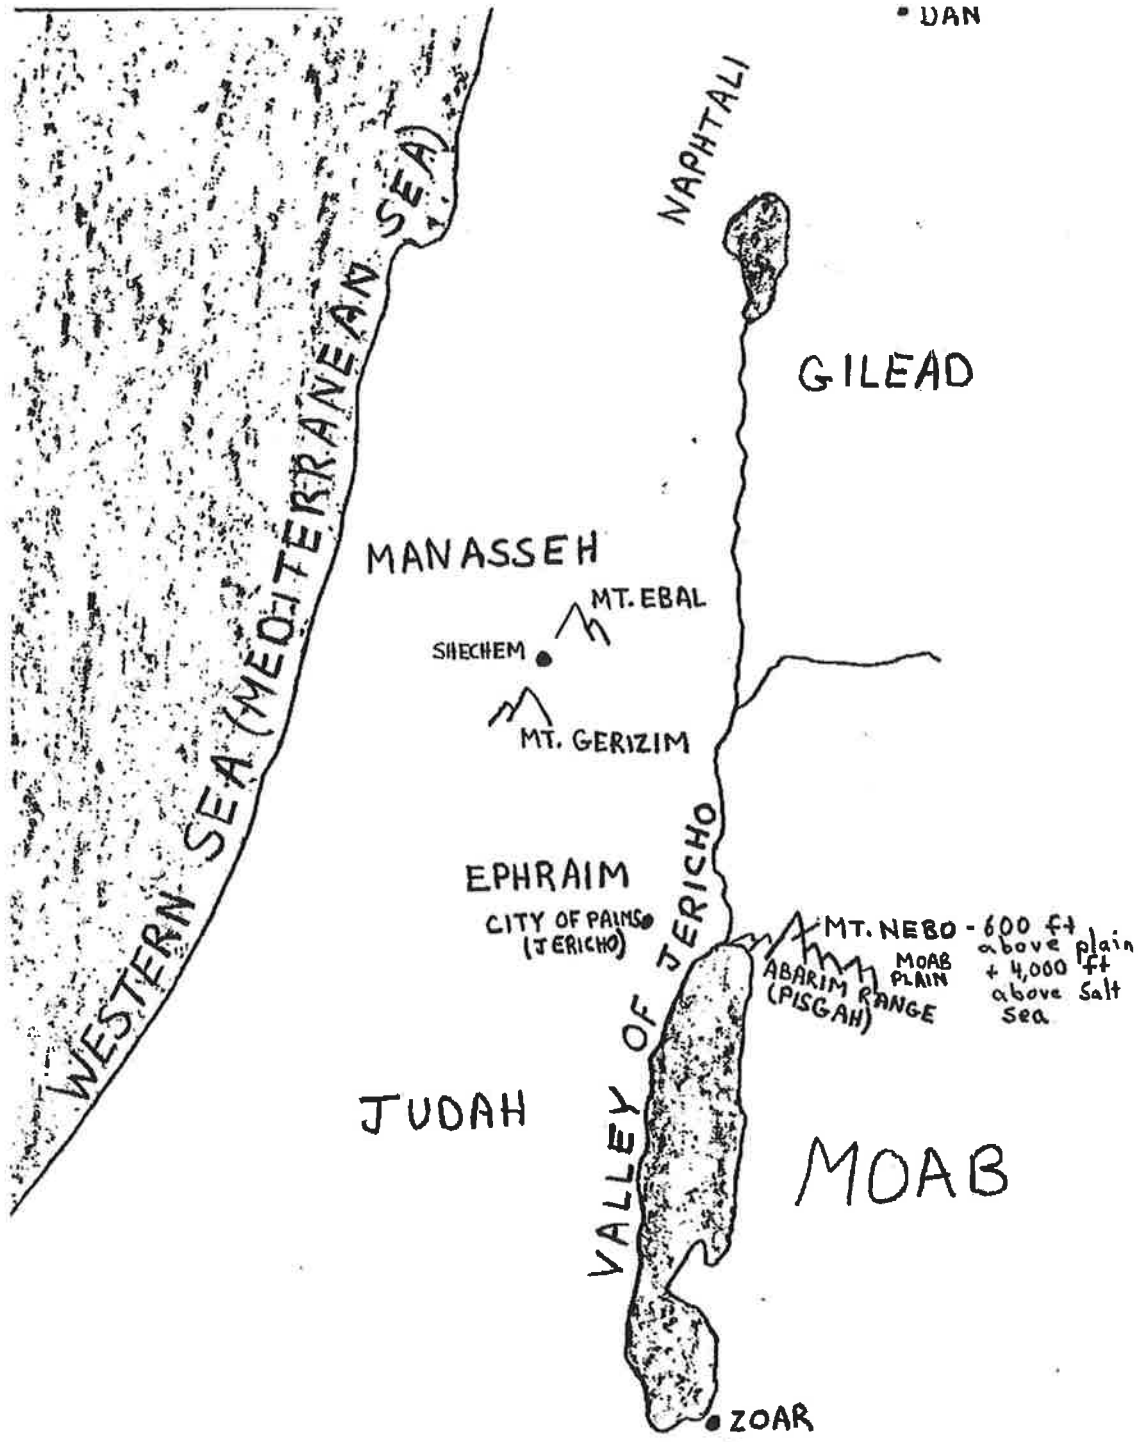 DAN
NAPHTALI
WESTERN SEA (MEDITERRANEAN SEA)
GILEAD
MANASSEH
MT. EBAL
SHECHEM
MT. GERIZIM
EPHRAIM
CITY OF PALMS
(JERICHO)
VALLEY OF JERICHO
MT. NEBO - 600 ft
above plain
+ 4,000 ft
above Salt
Sea
MOAB
PLAIN
ABARIM RANGE
(PISGAH)
JUDAH
MOAB
ZOAR